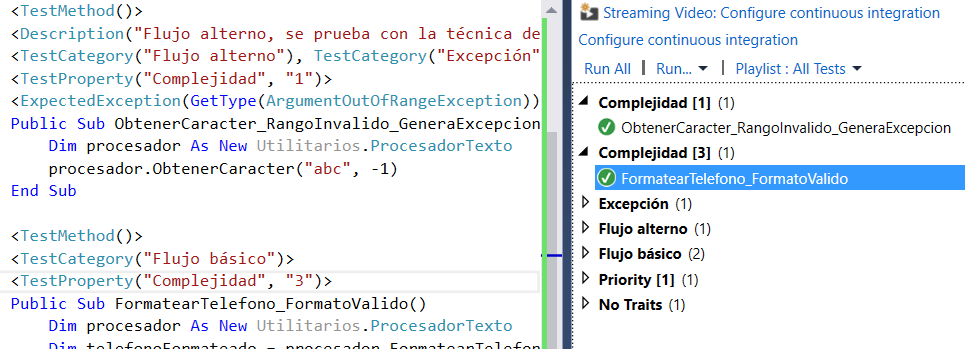 <TestMethod()>
<Description("Flujo alterno, se prueba con la técnica de
<TestCategory("Flujo alterno"), TestCategory("Excepción"
<TestProperty("Complejidad", "1")>
<ExpectedException(GetType(ArgumentOutOfRangeException))
Public Sub ObtenerCaracter_RangoInvalido_GeneraExcepcion
Dim procesador As New Utilitarios.ProcesadorTexto
procesador.ObtenerCaracter("abc", -1)
End Sub
<TestMethod()>
<TestCategory("Flujo básico")>
<TestProperty("Complejidad", "3")>
Public Sub FormatearTelefono_FormatoValido()
Dim procesador As New Utilitarios.ProcesadorTexto
Dim telefonoFormateado = procesador.FormatearTelefon
Streaming Video: Configure continuous integration
Configure continuous integration
Run All | Run... | Playlist : All Tests
Complejidad [1] (1)
ObtenerCaracter_RangoInvalido_GeneraExcepcion
Complejidad [3] (1)
FormatearTelefono_FormatoValido
Excepción (1)
Flujo alterno (1)
Flujo básico (2)
Priority [1] (1)
No Traits (1)